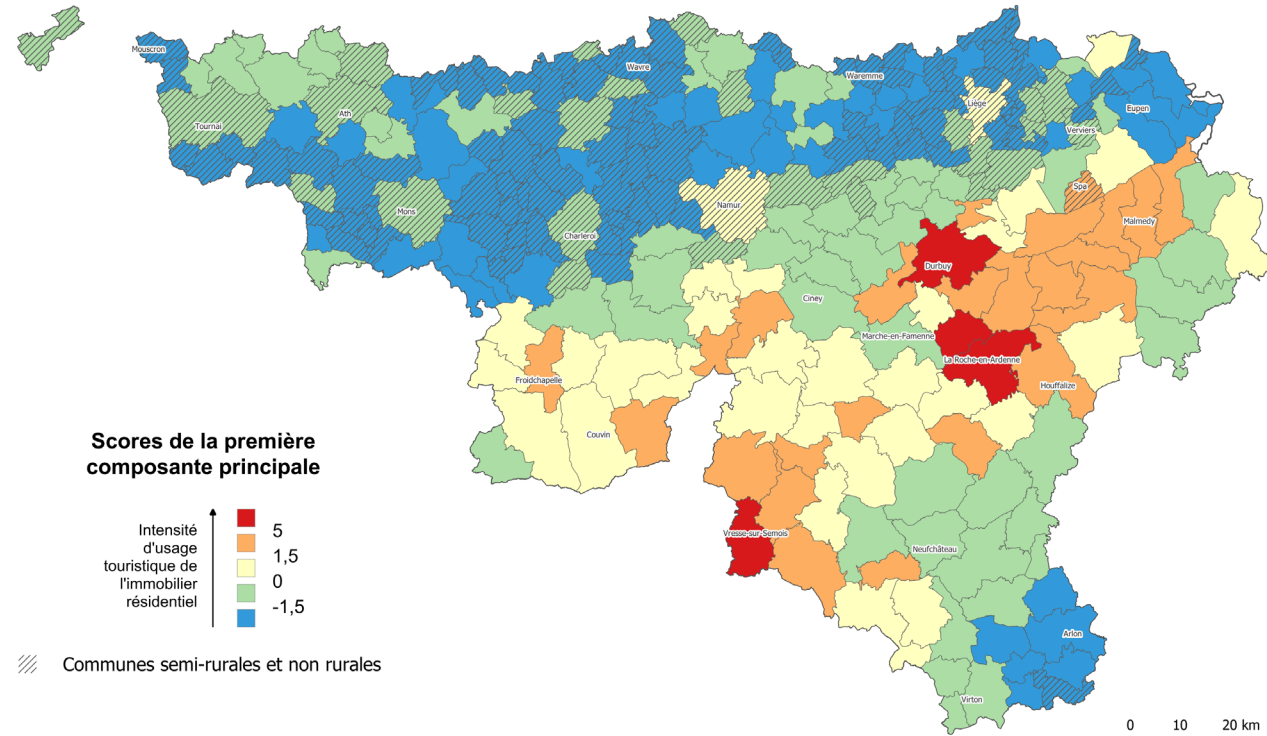 Mouscron
Wavre
Waremme
Liège
Eupen
Ath
Tournai
Verviers
Spa
Namur
Mons
Malmedy
Charleroi
Durbuy
Ciney
Marche-en-Famenne
La Roche-en-Ardenne
Froidchapelle
Houffalize
Couvin
Scores de la première
composante principale
Intensité
d'usage
touristique de
l'immobilier
résidentiel
5
1,5
0
-1,5
Vresse-sur-Semois
Neufchâteau
Arlon
Communes semi-rurales et non rurales
Virton
0 10 20 km